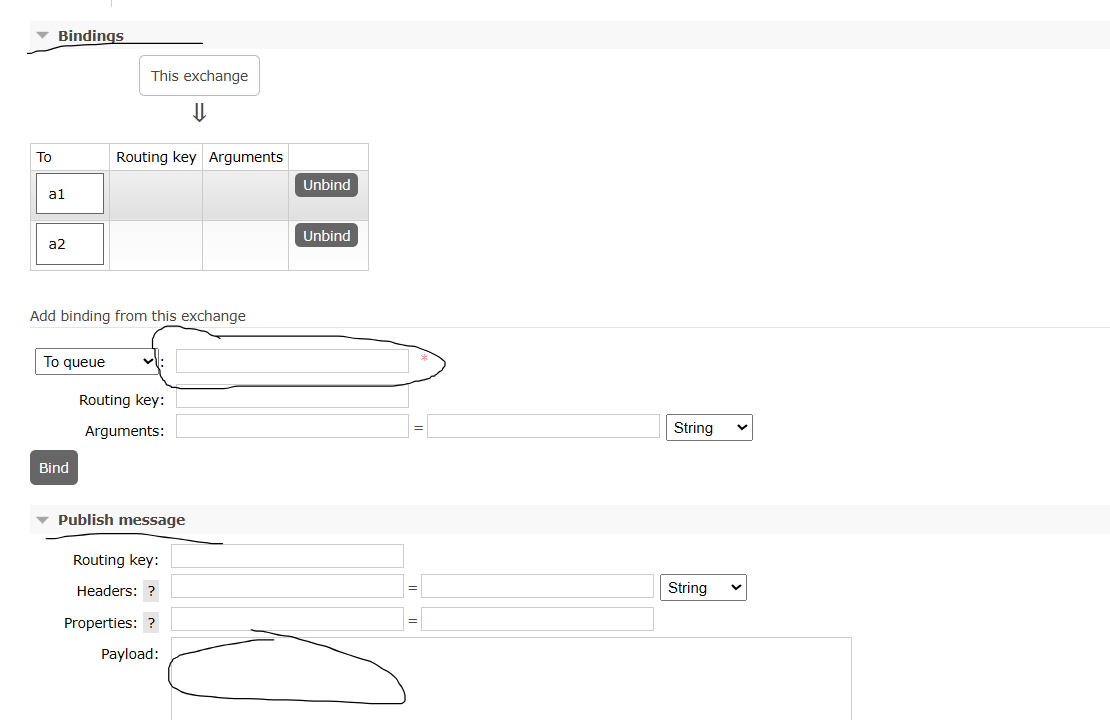 Bindings
This exchange
⇓
To Routing key Arguments
a1 Unbind
a2 Unbind
Add binding from this exchange
To queue : *
Routing key:
Arguments: = String
Bind
Publish message
Routing key:
Headers: ? = String
Properties: ? =
Payload: